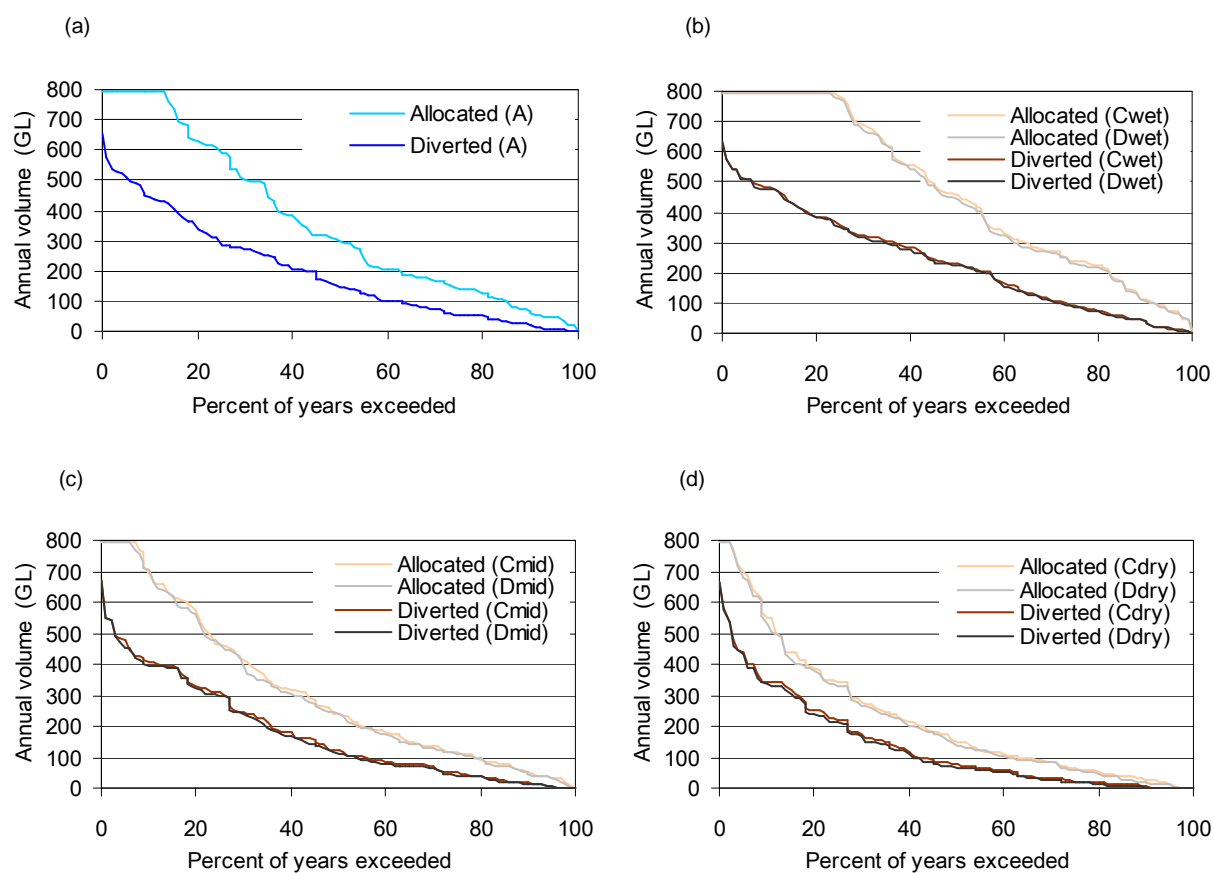 (a)
Annual volume (GL)
800
700
600
500
400
300
200
100
0
Allocated (A)
Diverted (A)
0 20 40 60 80 100
Percent of years exceeded
(b)
Annual volume (GL)
800
700
600
500
400
300
200
100
0
Allocated (Cwet)
Allocated (Dwet)
Diverted (Cwet)
Diverted (Dwet)
0 20 40 60 80 100
Percent of years exceeded
(c)
Annual volume (GL)
800
700
600
500
400
300
200
100
0
Allocated (Cmid)
Allocated (Dmid)
Diverted (Cmid)
Diverted (Dmid)
0 20 40 60 80 100
Percent of years exceeded
(d)
Annual volume (GL)
800
700
600
500
400
300
200
100
0
Allocated (Cdry)
Allocated (Ddry)
Diverted (Cdry)
Diverted (Ddry)
0 20 40 60 80 100
Percent of years exceeded